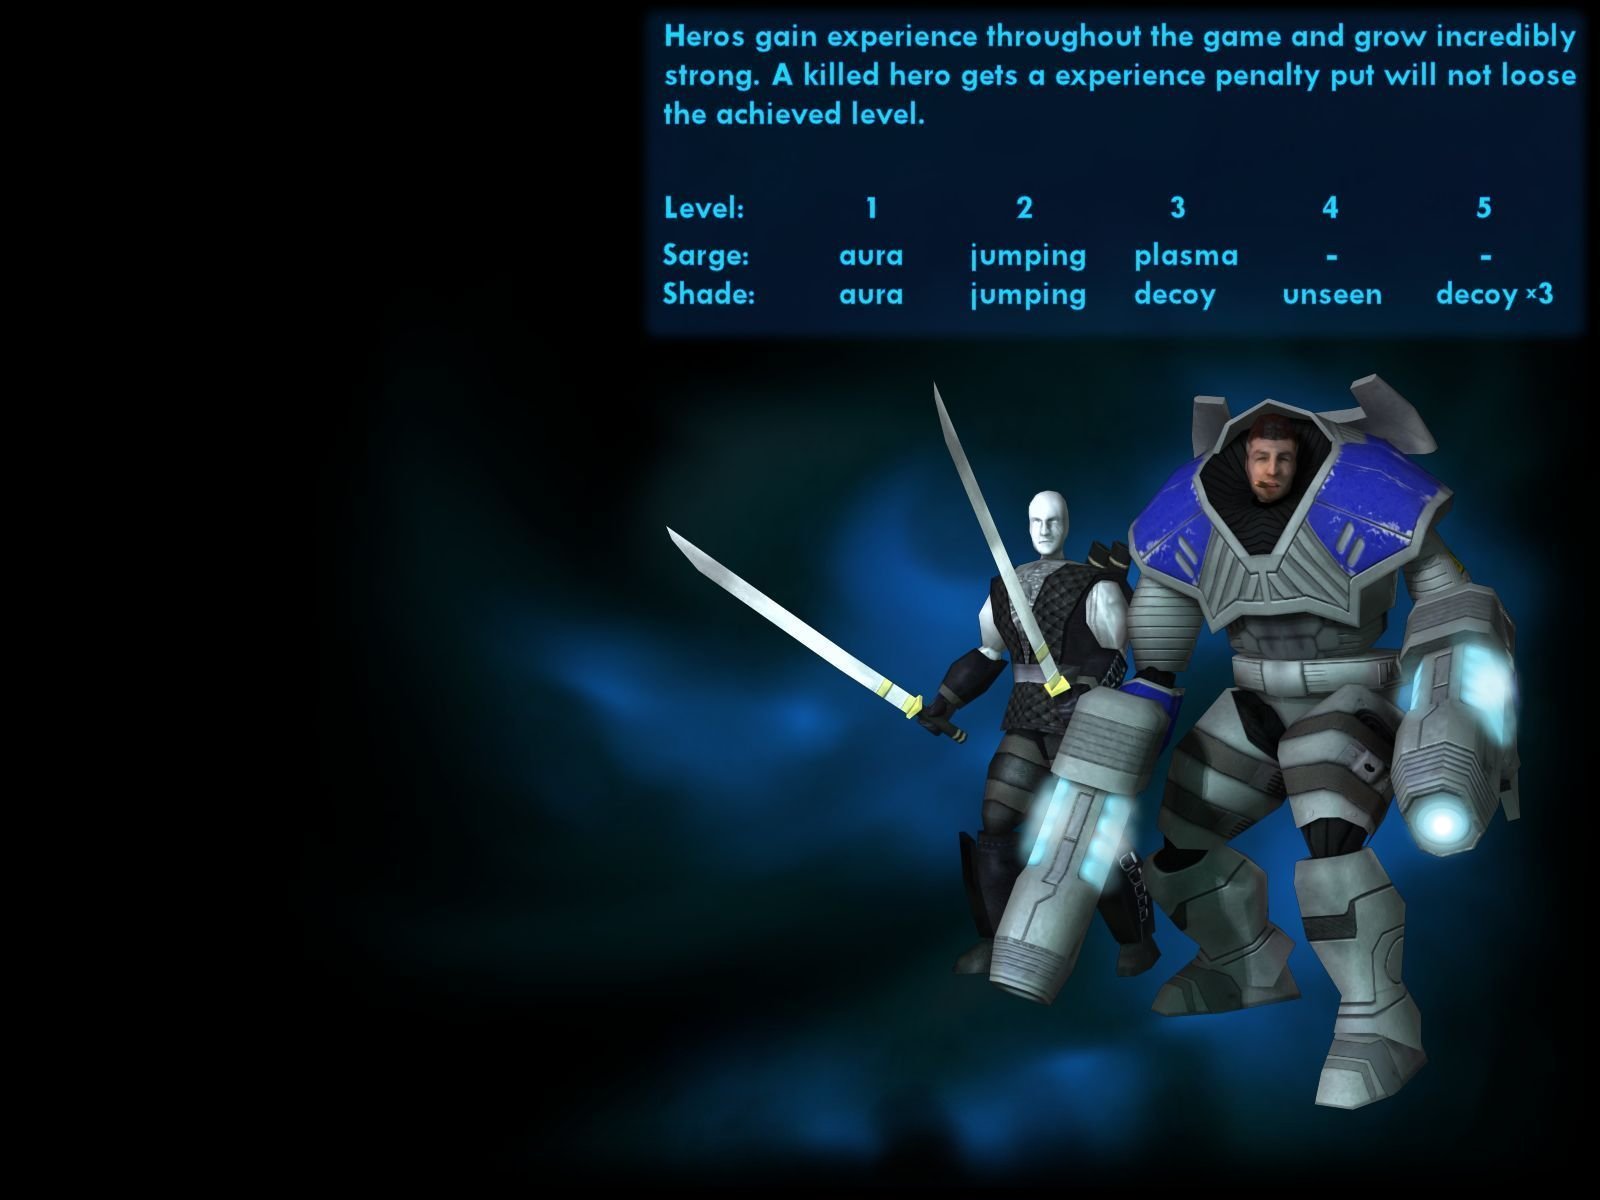 Heros gain experience throughout the game and grow incredibly
strong. A killed hero gets a experience penalty put will not loose
the achieved level.
Level: 1 2 3 4 5
Sarge: aura jumping plasma - -
Shade: aura jumping decoy unseen decoy x3